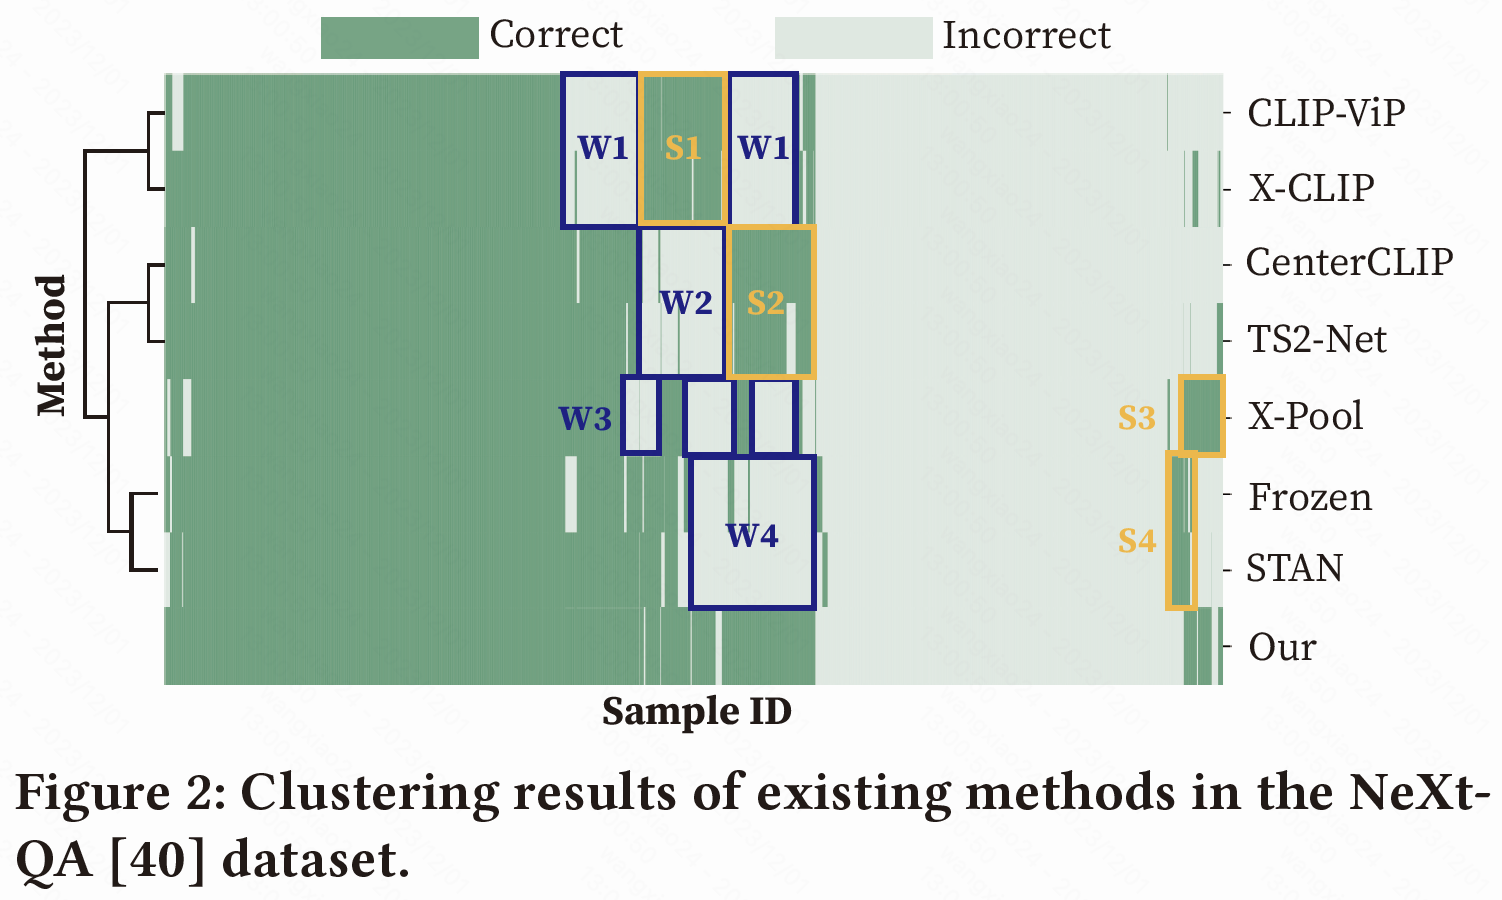 Correct
Incorrect
W1
S1
W1
CLIP-ViP
X-CLIP
CenterCLIP
W2
S2
TS2-Net
W3
S3
X-Pool
Frozen
W4
S4
STAN
Our
Method
Sample ID
Figure 2: Clustering results of existing methods in the NeXt-
QA [40] dataset.